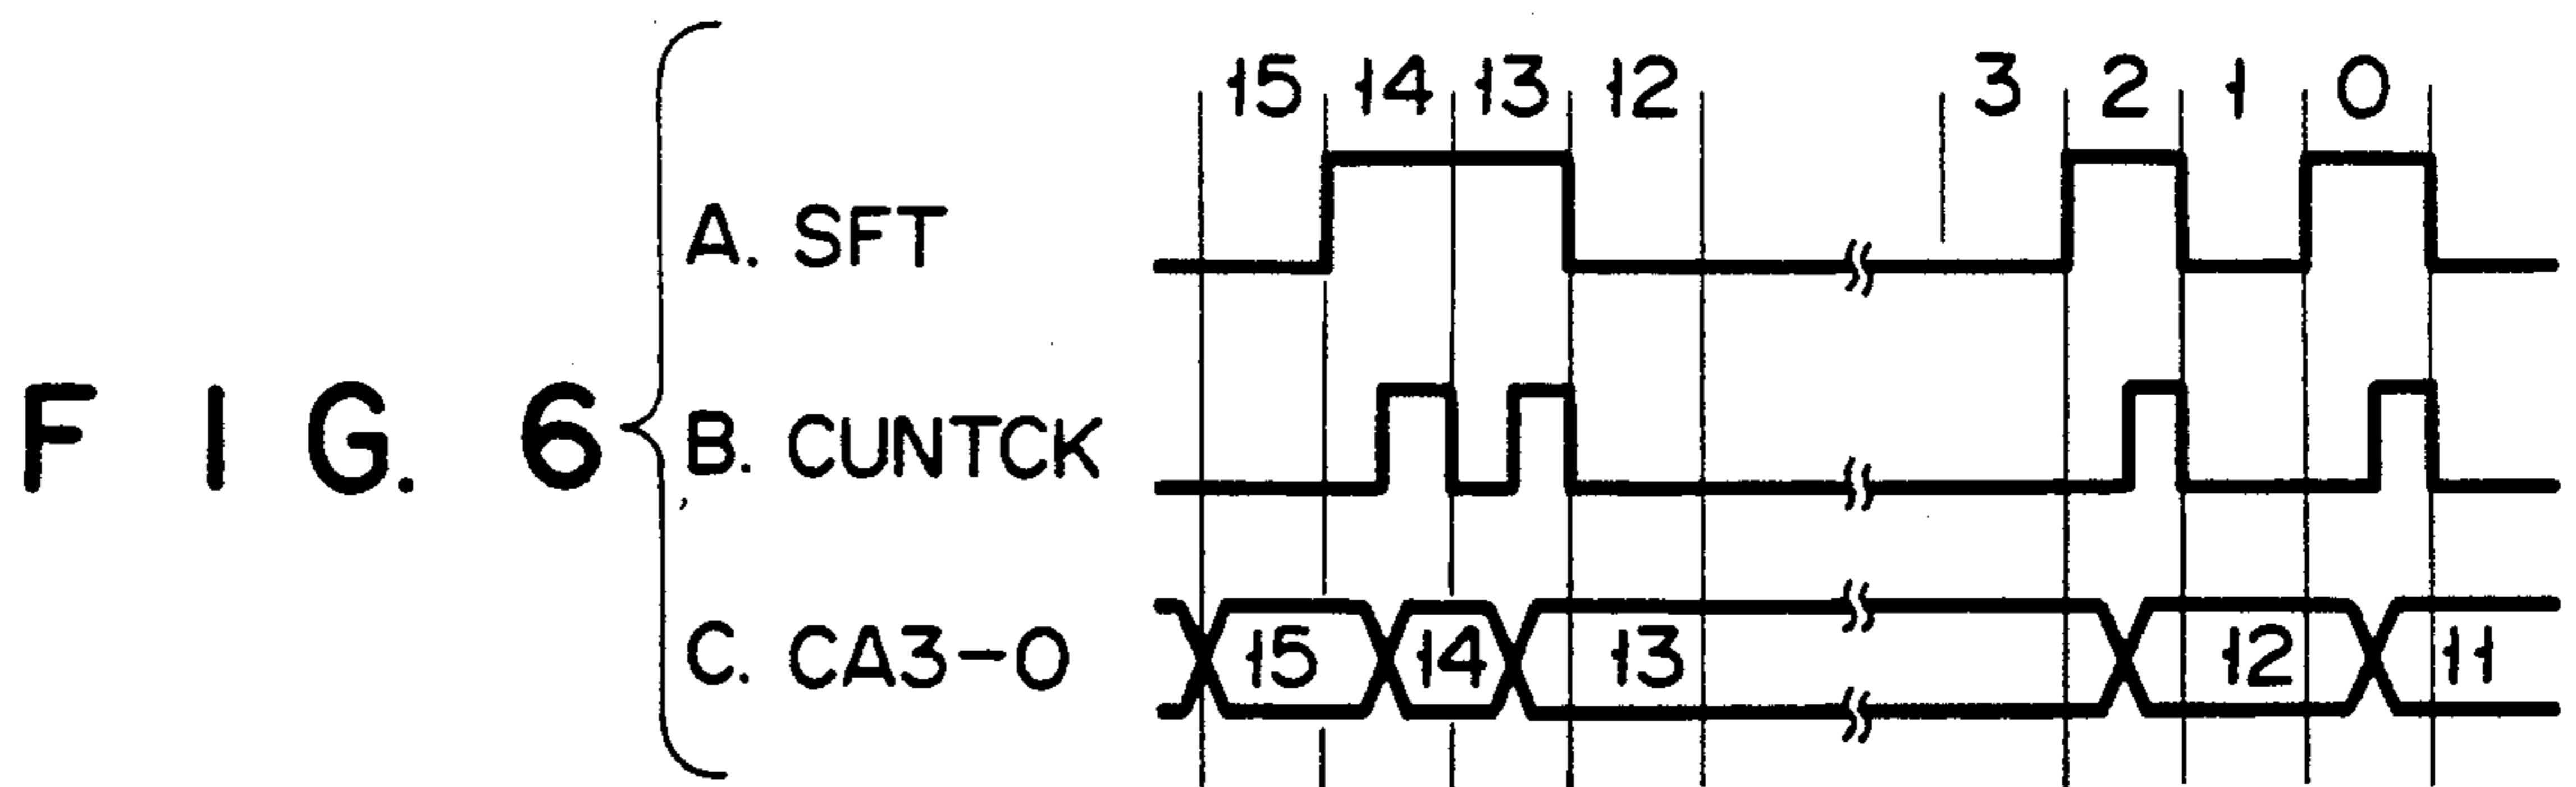 15 14 13 12 3 2 1 0
A. SFT
FIG. 6
B. CUNTCK
C. CA3-0
15 14 13 12 11